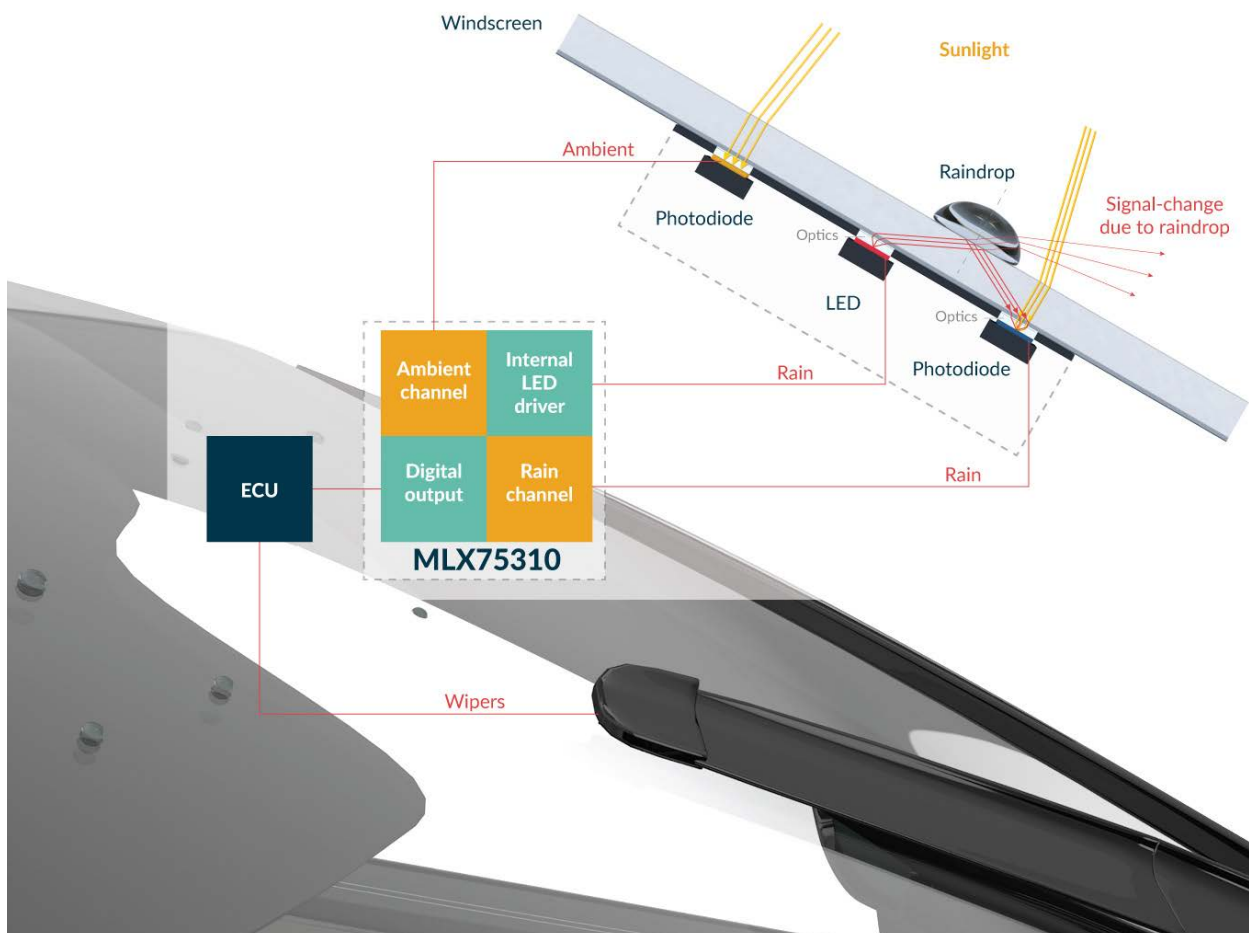 Windscreen
Sunlight
Ambient
Raindrop
Photodiode
Signal-change
due to raindrop
Optics
LED
Optics
Photodiode
Rain
Ambient
channel
Internal
LED
driver
Rain
ECU
Digital
output
Rain
channel
MLX75310
Wipers